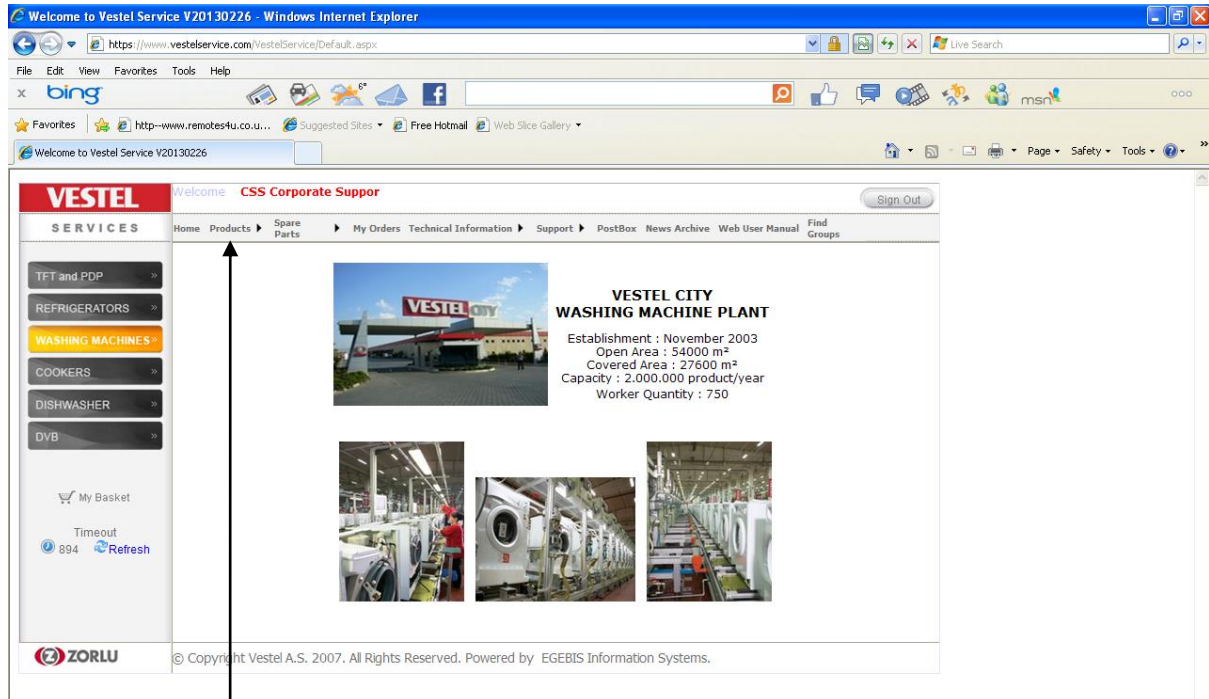 Welcome to Vestel Service V20130226 - Windows Internet Explorer
https://www.vestelservice.com/VestelService/Default.aspx
Live Search
File Edit View Favorites Tools Help
x bing 6° f msn
Favorites http--www.remotes4u.co.u... Suggested Sites Free Hotmail Web Slice Gallery
Welcome to Vestel Service V20130226
Page Safety Tools
VESTEL
SERVICES
Welcome CSS Corporate Suppor
Sign Out
Home Products Spare Parts My Orders Technical Information Support PostBox News Archive Web User Manual Find Groups
TFT and PDP »
REFRIGERATORS »
WASHING MACHINES »
COOKERS »
DISHWASHER »
DVB »
My Basket
Timeout
894 Refresh
VESTEL CITY
VESTEL CITY
WASHING MACHINE PLANT
Establishment : November 2003
Open Area : 54000 m²
Covered Area : 27600 m²
Capacity : 2.000.000 product/year
Worker Quantity : 750
ZORLU
© Copyright Vestel A.S. 2007. All Rights Reserved. Powered by EGEBIS Information Systems.